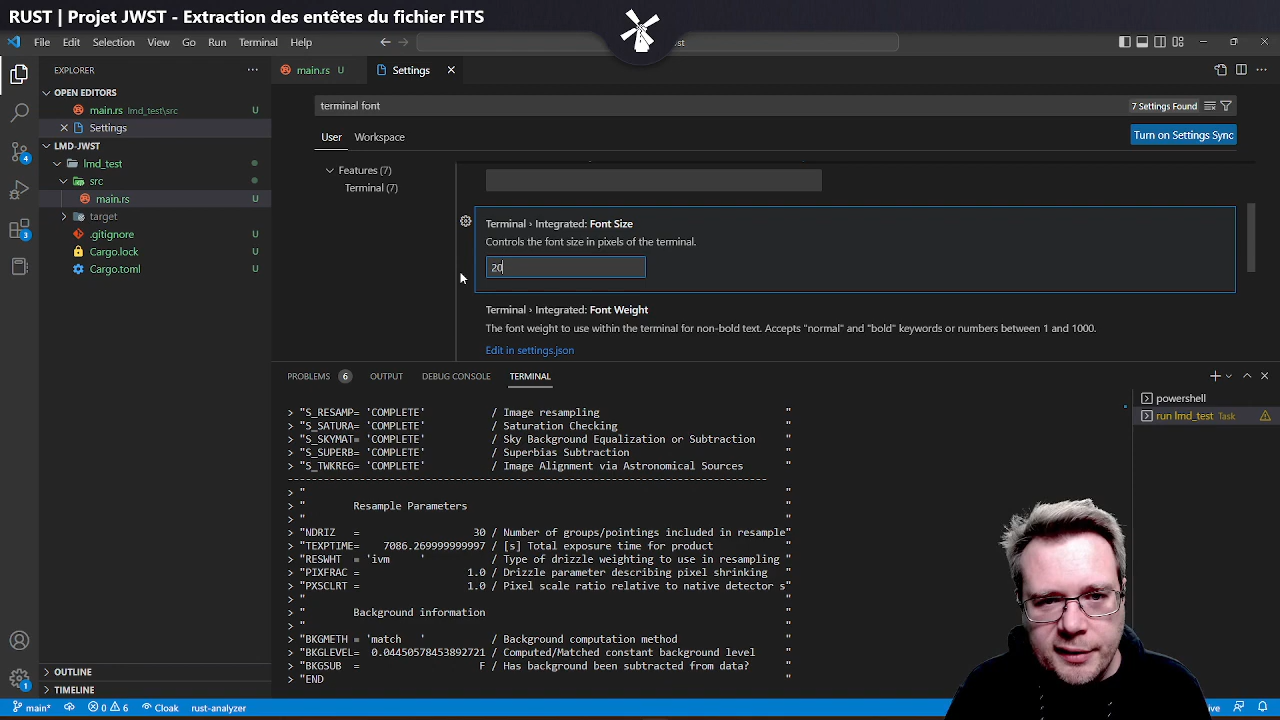 RUST | Projet JWST - Extraction des entêtes du fichier FITS
File Edit Selection View Go Run Terminal Help
EXPLORER
main.rs U
Settings
OPEN EDITORS
main.rs lmd_test\src U
Settings
LMD-JWST
lmd_test
src
main.rs U
target
.gitignore U
Cargo.lock U
Cargo.toml U
OUTLINE
TIMELINE
terminal font
7 Settings Found
User Workspace
Turn on Settings Sync
Features (7)
Terminal (7)
Terminal › Integrated: Font Size
Controls the font size in pixels of the terminal.
20
Terminal › Integrated: Font Weight
The font weight to use within the terminal for non-bold text. Accepts "normal" and "bold" keywords or numbers between 1 and 1000.
Edit in settings.json
PROBLEMS 6 OUTPUT DEBUG CONSOLE TERMINAL
powershell
run lmd_test Task
> "S_RESAMP= 'COMPLETE' / Image resampling "
> "S_SATURA= 'COMPLETE' / Saturation Checking "
> "S_SKYMAT= 'COMPLETE' / Sky Background Equalization or Subtraction "
> "S_SUPERB= 'COMPLETE' / Superbias Subtraction "
> "S_TWKREG= 'COMPLETE' / Image Alignment via Astronomical Sources "
--------------------------------------------------------------------------------
> " "
> " Resample Parameters "
> " "
> "NDRIZ = 30 / Number of groups/pointings included in resample"
> "TEXPTIME= 7086.269999999997 / [s] Total exposure time for product "
> "RESWHT = 'ivm ' / Type of drizzle weighting to use in resampling "
> "PIXFRAC = 1.0 / Drizzle parameter describing pixel shrinking "
> "PXSCLRT = 1.0 / Pixel scale ratio relative to native detector s"
> " "
> " Background information "
> " "
> "BKGMETH = 'match ' / Background computation method "
> "BKGLEVEL= 0.04450578453892721 / Computed/Matched constant background level "
> "BKGSUB = F / Has background been subtracted from data? "
> "END "
main* 0 6 Cloak rust-analyzer
4
3
1